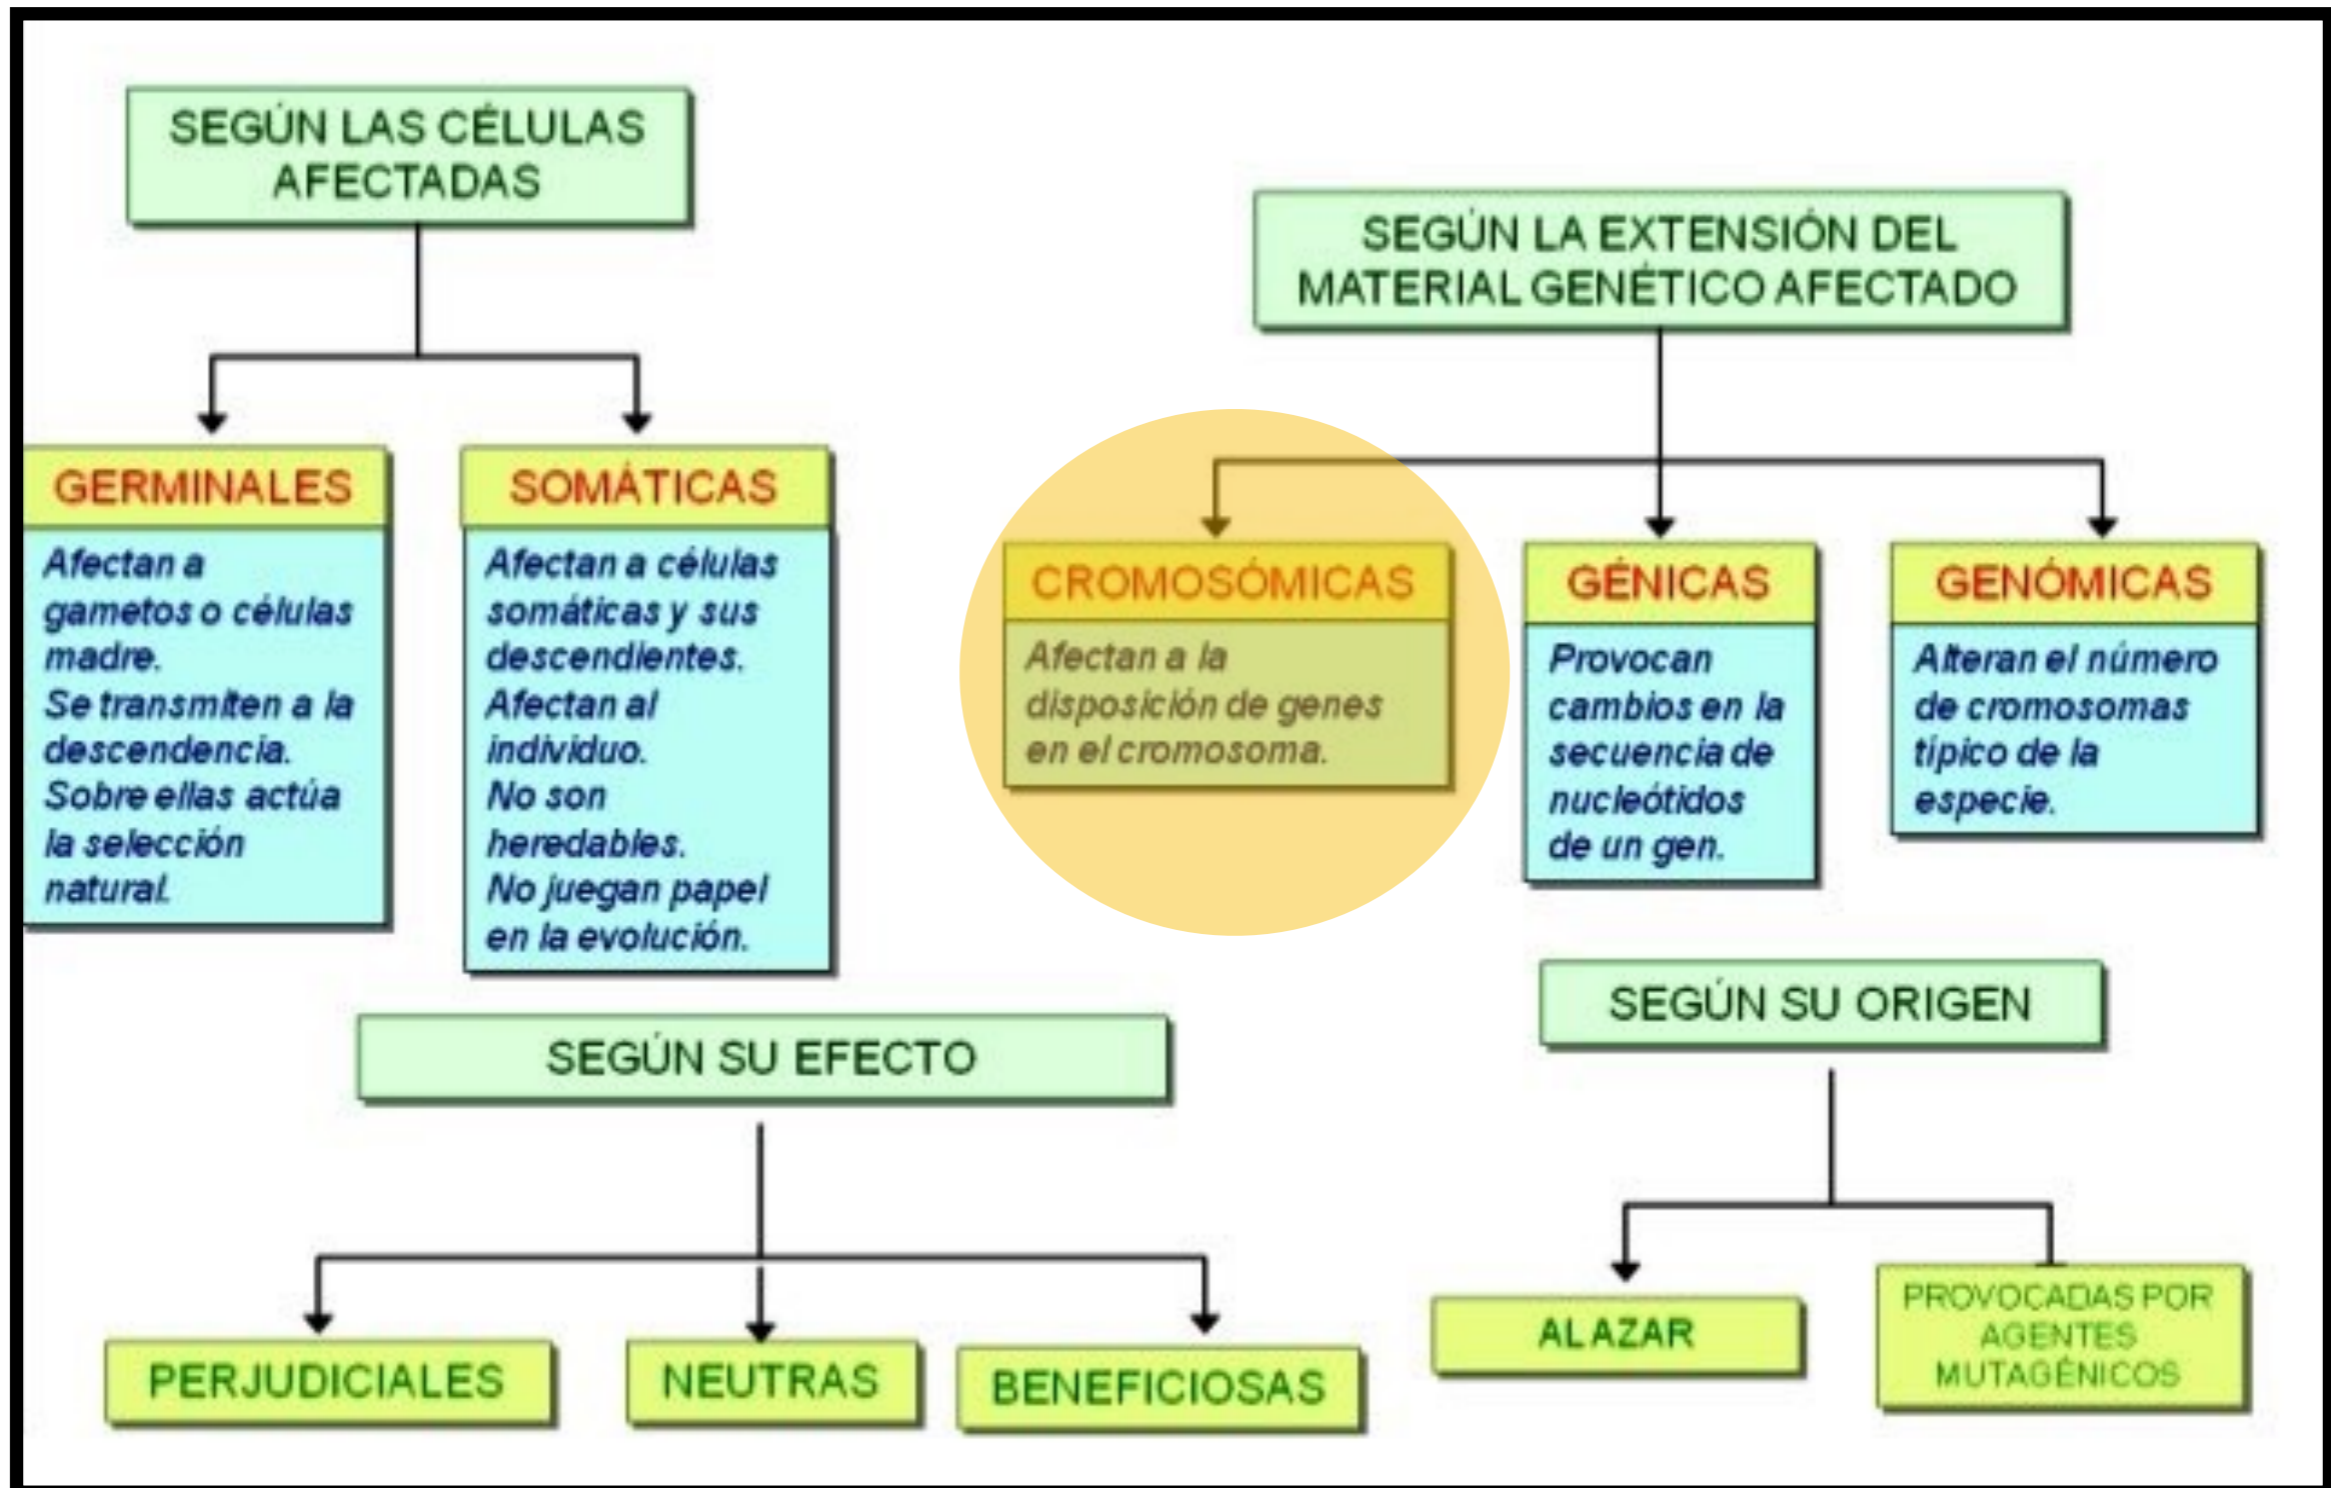 SEGÚN LAS CÉLULAS
AFECTADAS
GERMINALES
Afectan a
gametos o células
madre.
Se transmiten a la
descendencia.
Sobre ellas actúa
la selección
natural.
SOMÁTICAS
Afectan a células
somáticas y sus
descendientes.
Afectan al
individuo.
No son
heredables.
No juegan papel
en la evolución.
SEGÚN LA EXTENSIÓN DEL
MATERIAL GENÉTICO AFECTADO
CROMOSÓMICAS
Afectan a la
disposición de genes
en el cromosoma.
GÉNICAS
Provocan
cambios en la
secuencia de
nucleótidos
de un gen.
GENÓMICAS
Alteran el número
de cromosomas
típico de la
especie.
SEGÚN SU EFECTO
PERJUDICIALES
NEUTRAS
BENEFICIOSAS
SEGÚN SU ORIGEN
AL AZAR
PROVOCADAS POR
AGENTES
MUTAGÉNICOS